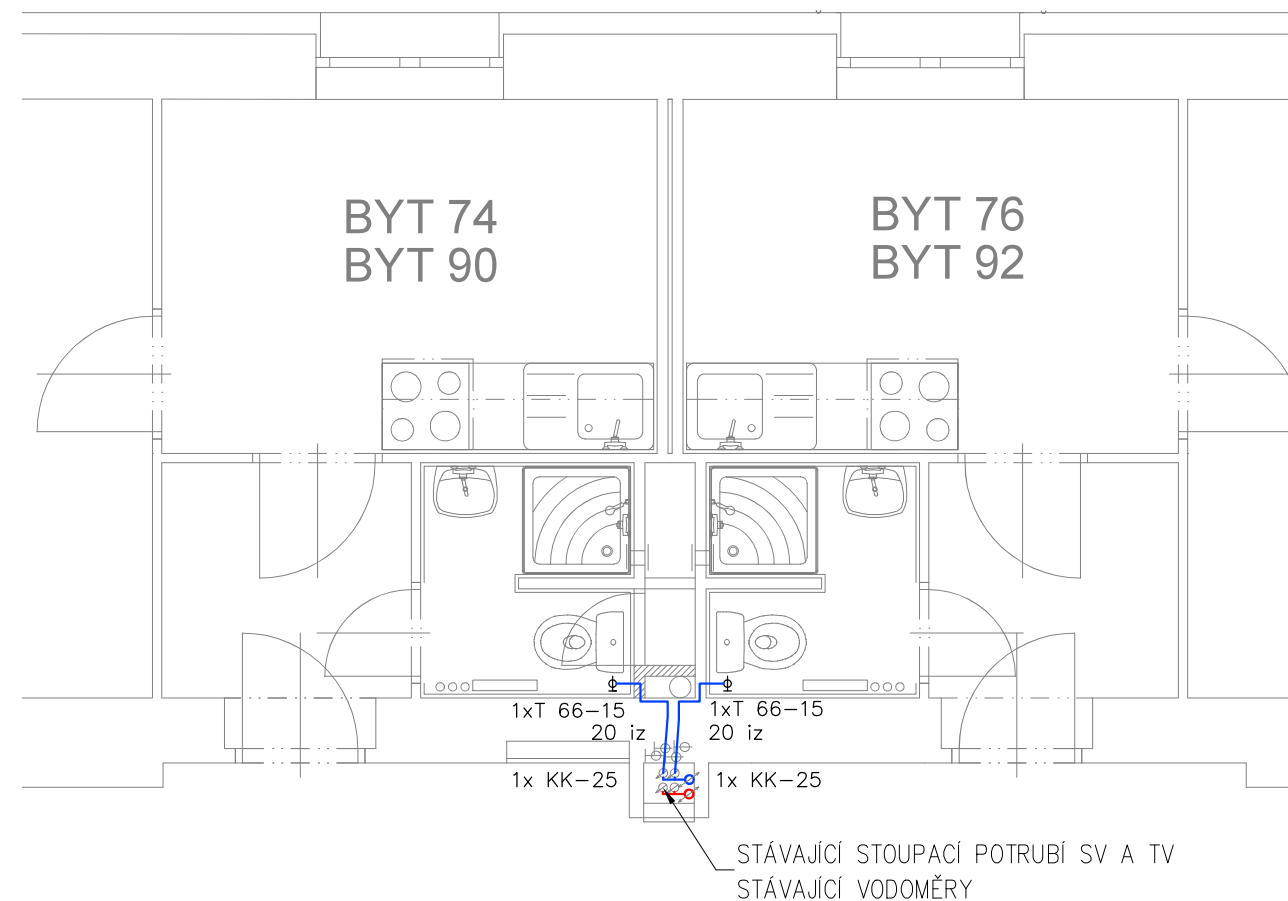 BYT 74
BYT 90
BYT 76
BYT 92
1xT 66-15
20 iz
1xT 66-15
20 iz
1x KK-25
1x KK-25
STÁVAJÍCÍ STOUPACÍ POTRUBÍ SV A TV
STÁVAJÍCÍ VODOMĚRY